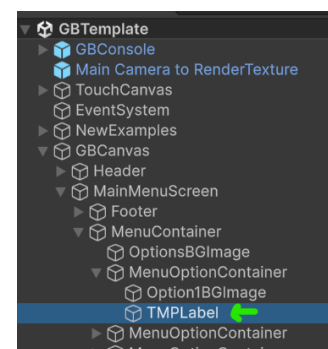 GBTemplate
GBConsole
Main Camera to RenderTexture
TouchCanvas
EventSystem
NewExamples
GBCanvas
Header
MainMenuScreen
Footer
MenuContainer
OptionsBGImage
MenuOptionContainer
Option1BGImage
TMPLabel
MenuOptionContainer